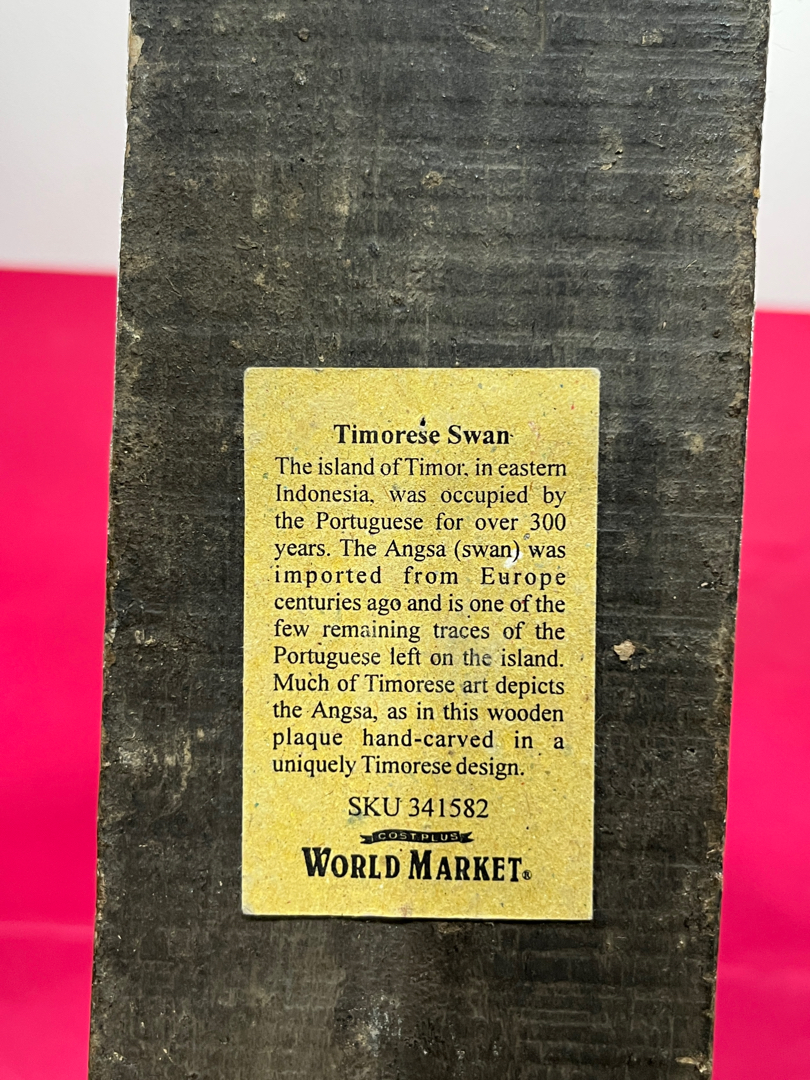 Timorese Swan
The island of Timor, in eastern
Indonesia, was occupied by
the Portuguese for over 300
years. The Angsa (swan) was
imported from Europe
centuries ago and is one of the
few remaining traces of the
Portuguese left on the island.
Much of Timorese art depicts
the Angsa, as in this wooden
plaque hand-carved in a
uniquely Timorese design.
SKU 341582
COST PLUS
WORLD MARKET®